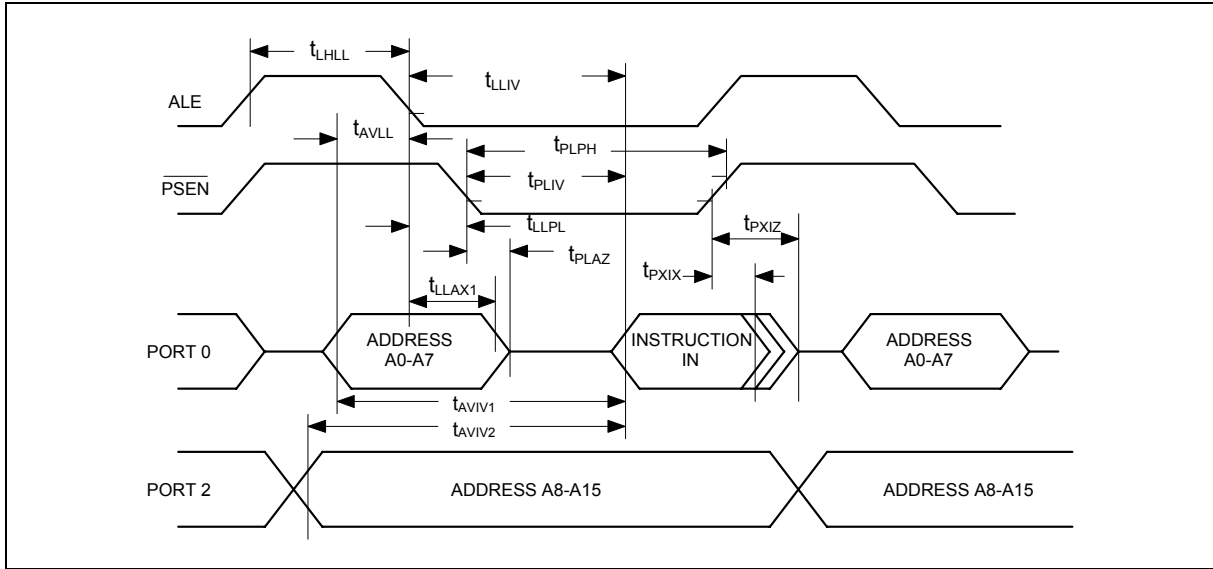 tLHLL
tLLIV
ALE
tAVLL
tPLPH
PSEN
tPLIV
tLLPL
tPXIZ
tPLAZ
tPXIX
tLLAX1
PORT 0
ADDRESS
A0-A7
INSTRUCTION
IN
ADDRESS
A0-A7
tAVIV1
tAVIV2
PORT 2
ADDRESS A8-A15
ADDRESS A8-A15